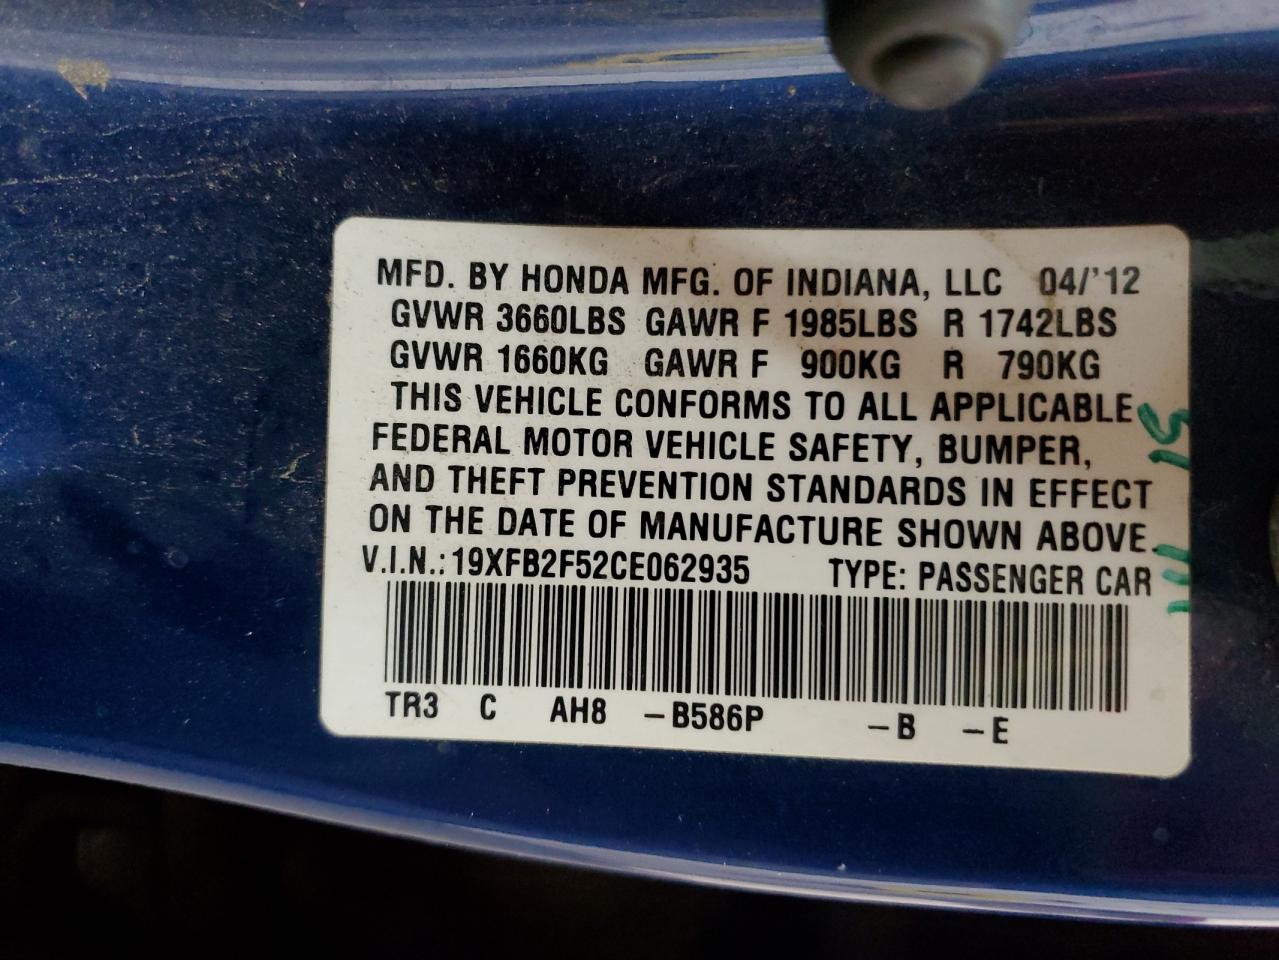 MFD. BY HONDA MFG. OF INDIANA, LLC 04/'12
GVWR 3660LBS GAWR F 1985LBS R 1742LBS
GVWR 1660KG GAWR F 900KG R 790KG
THIS VEHICLE CONFORMS TO ALL APPLICABLE
FEDERAL MOTOR VEHICLE SAFETY, BUMPER,
AND THEFT PREVENTION STANDARDS IN EFFECT
ON THE DATE OF MANUFACTURE SHOWN ABOVE.
V.I.N.: 19XFB2F52CE062935 TYPE: PASSENGER CAR
TR3 C AH8 –B586P –B –E